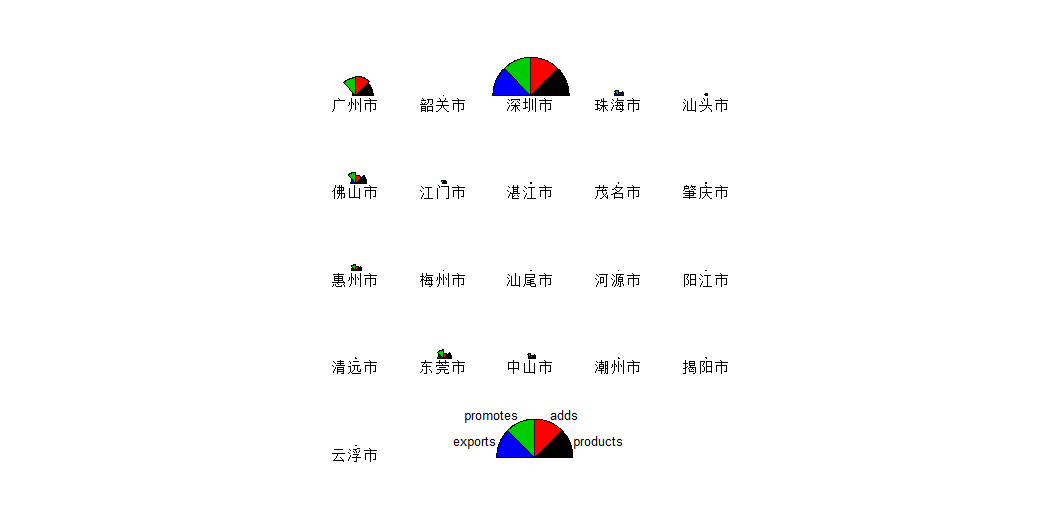 广州市 韶关市 深圳市 珠海市 汕头市
佛山市 江门市 湛江市 茂名市 肇庆市
惠州市 梅州市 汕尾市 河源市 阳江市
清远市 东莞市 中山市 潮州市 揭阳市
promotes adds
exports products
云浮市